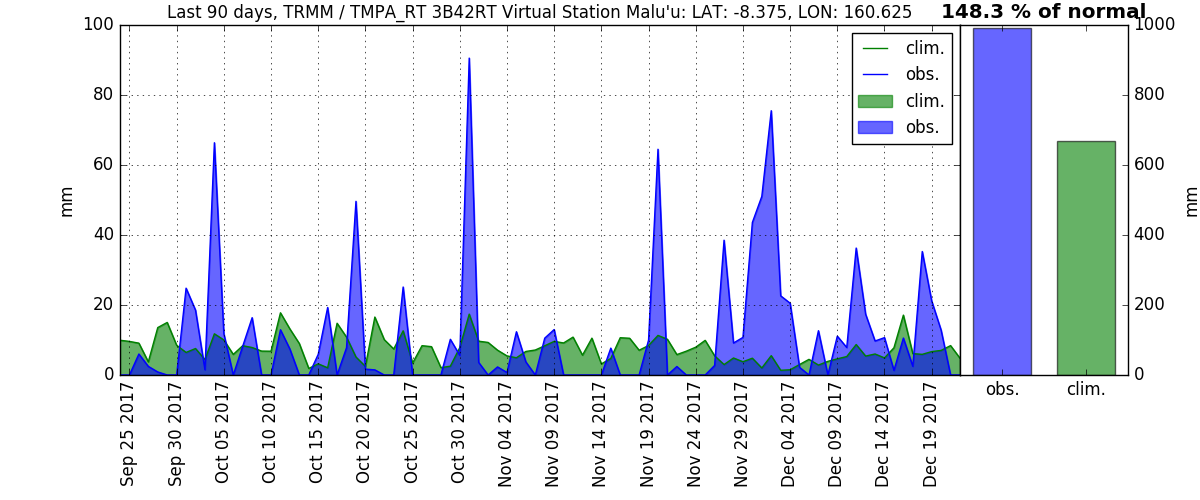 Last 90 days, TRMM / TMPA_RT 3B42RT Virtual Station Malu'u: LAT: -8.375, LON: 160.625
148.3 % of normal
100
80
60
40
20
0
mm
clim.
obs.
clim.
obs.
1000
800
600
400
200
0
mm
obs.
clim.
Sep 25 2017
Sep 30 2017
Oct 05 2017
Oct 10 2017
Oct 15 2017
Oct 20 2017
Oct 25 2017
Oct 30 2017
Nov 04 2017
Nov 09 2017
Nov 14 2017
Nov 19 2017
Nov 24 2017
Nov 29 2017
Dec 04 2017
Dec 09 2017
Dec 14 2017
Dec 19 2017